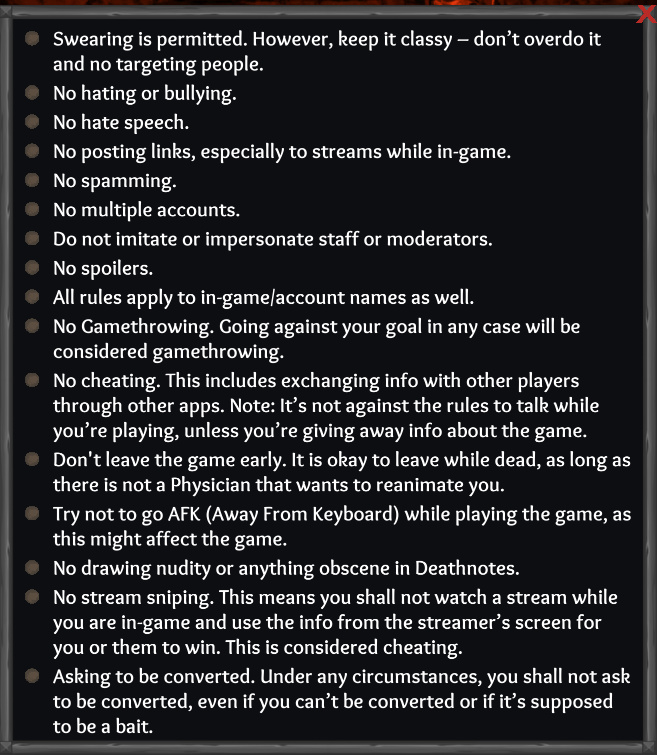 Swearing is permitted. However, keep it classy – don’t overdo it
and no targeting people.
No hating or bullying.
No hate speech.
No posting links, especially to streams while in-game.
No spamming.
No multiple accounts.
Do not imitate or impersonate staff or moderators.
No spoilers.
All rules apply to in-game/account names as well.
No Gamethrowing. Going against your goal in any case will be
considered gamethrowing.
No cheating. This includes exchanging info with other players
through other apps. Note: It’s not against the rules to talk while
you’re playing, unless you’re giving away info about the game.
Don't leave the game early. It is okay to leave while dead, as long as
there is not a Physician that wants to reanimate you.
Try not to go AFK (Away From Keyboard) while playing the game, as
this might affect the game.
No drawing nudity or anything obscene in Deathnotes.
No stream sniping. This means you shall not watch a stream while
you are in-game and use the info from the streamer’s screen for
you or them to win. This is considered cheating.
Asking to be converted. Under any circumstances, you shall not ask
to be converted, even if you can’t be converted or if it’s supposed
to be a bait.